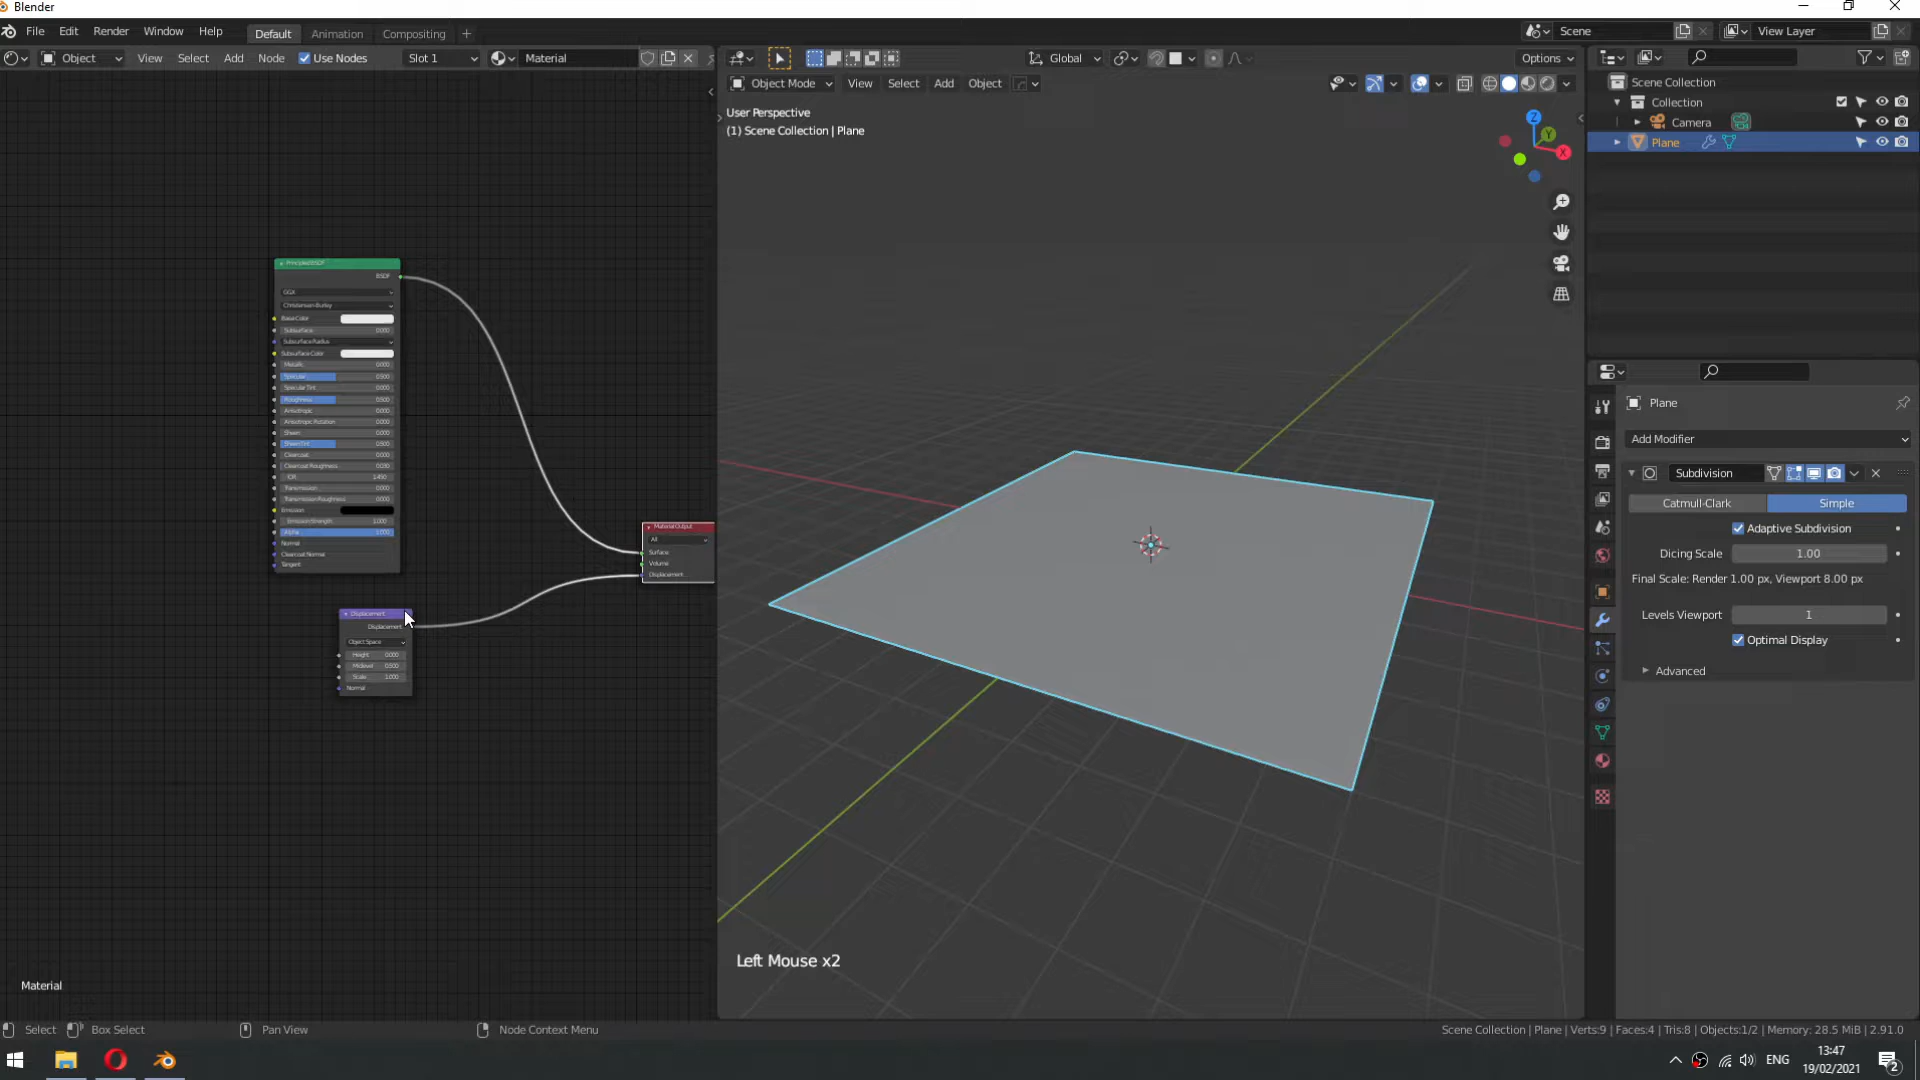 Blender
File Edit Render Window Help
Default Animation Compositing
Scene
View Layer
Object View Select Add Node Use Nodes Slot 1 Material
Global
Options
Object Mode View Select Add Object
User Perspective
(1) Scene Collection | Plane
Z
Y
X
Scene Collection
Collection
Camera
Plane
Principled BSDF
BSDF
GGX
Christensen-Burley
Base Color
Subsurface 0.000
Subsurface Radius
Subsurface Color
Metallic 0.000
Specular 0.500
Specular Tint 0.000
Roughness 0.500
Anisotropic 0.000
Anisotropic Rotation 0.000
Sheen 0.000
Sheen Tint 0.500
Clearcoat 0.000
Clearcoat Roughness 0.030
IOR 1.450
Transmission 0.000
Transmission Roughness 0.000
Emission
Emission Strength 1.000
Alpha 1.000
Normal
Clearcoat Normal
Tangent
Material Output
All
Surface
Volume
Displacement
Displacement
Displacement
Object Space
Height 0.000
Midlevel 0.500
Scale 1.000
Normal
Plane
Add Modifier
Subdivision
Catmull-Clark Simple
Adaptive Subdivision
Dicing Scale 1.00
Final Scale: Render 1.00 px, Viewport 8.00 px
Levels Viewport 1
Optimal Display
Advanced
Left Mouse x2
Material
Select Box Select Pan View Node Context Menu
Scene Collection | Plane | Verts:9 | Faces:4 | Tris:8 | Objects:1/2 | Memory: 28.5 MiB | 2.91.0
ENG
13:47
19/02/2021
2